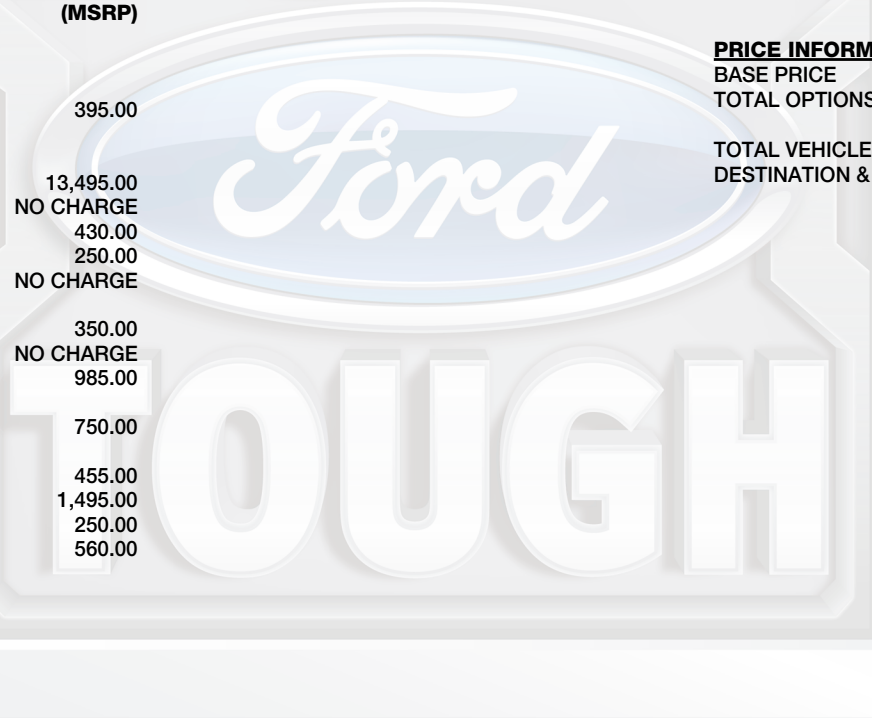 (MSRP)
395.00
13,495.00
NO CHARGE
430.00
250.00
NO CHARGE
350.00
NO CHARGE
985.00
750.00
455.00
1,495.00
250.00
560.00
PRICE INFORM
BASE PRICE
TOTAL OPTIONS
TOTAL VEHICLE
DESTINATION &
Ford
TOUGH